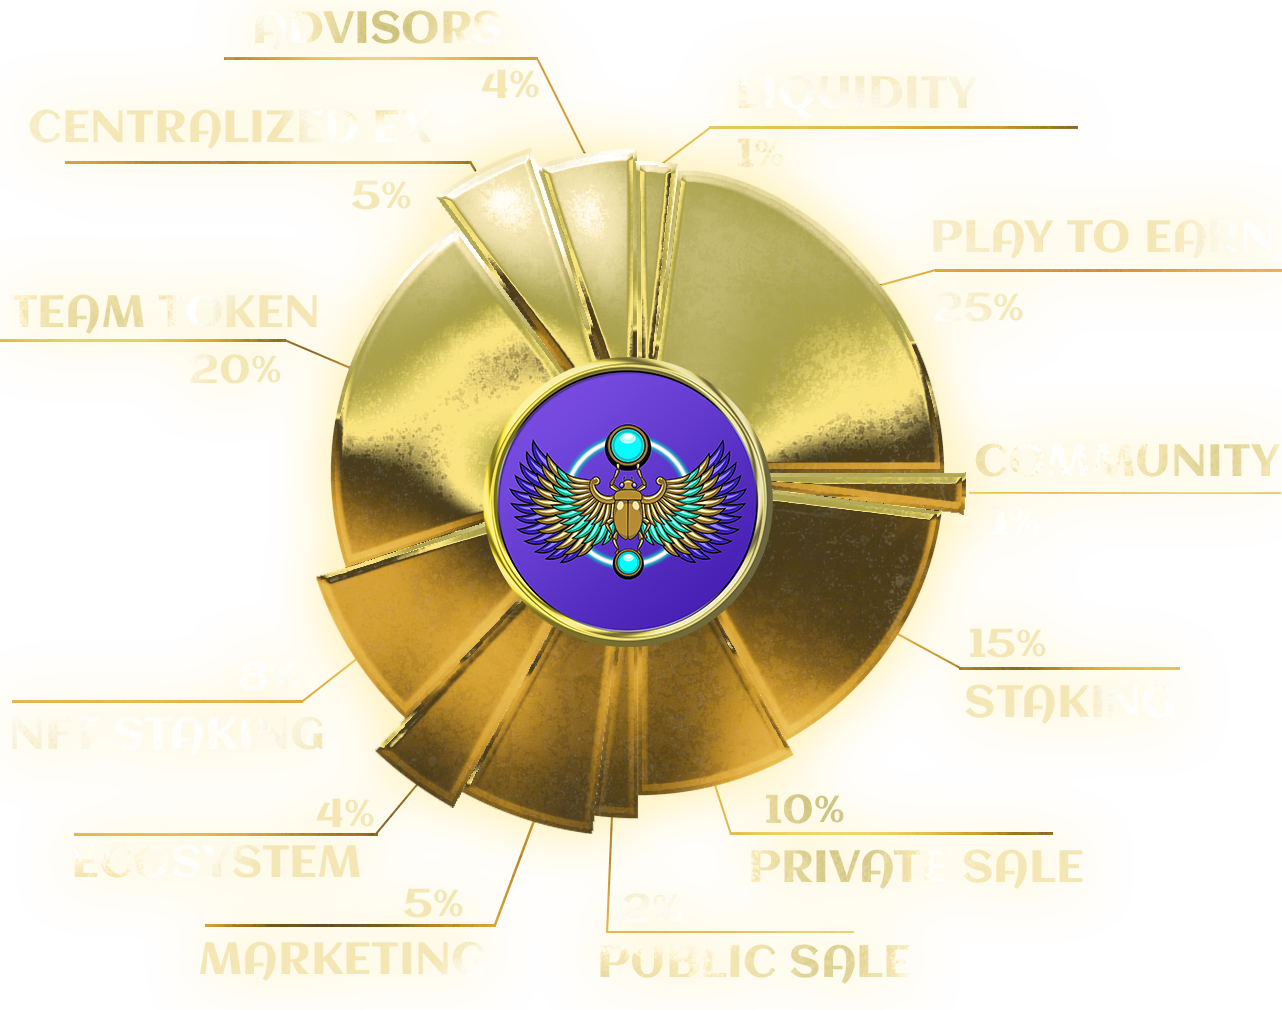 ADVISORS
4%
LIQUIDITY
1%
CENTRALIZED EX
5%
PLAY TO EARN
25%
TEAM TOKEN
20%
COMMUNITY
1%
15%
STAKING
8%
NFT STAKING
4%
ECOSYSTEM
10%
PRIVATE SALE
5%
MARKETING
2%
PUBLIC SALE